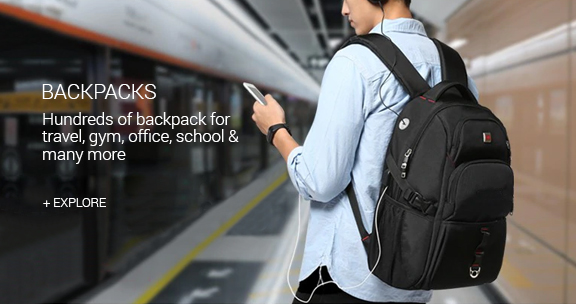 BACKPACKS
Hundreds of backpack for
travel, gym, office, school &
many more
+ EXPLORE